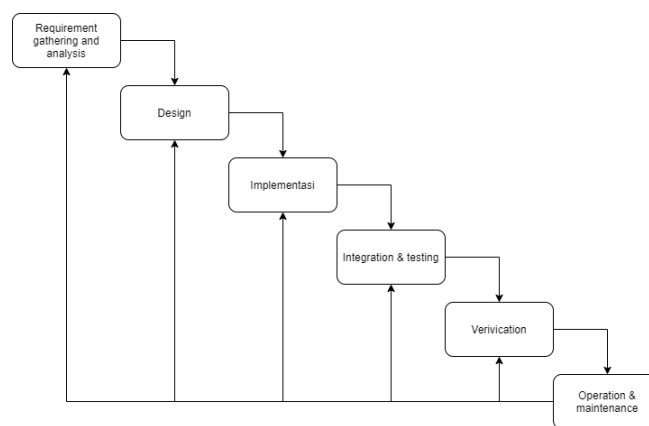 Requirement
gathering and
analysis
Design
Implementasi
Integration & testing
Verivication
Operation &
maintenance